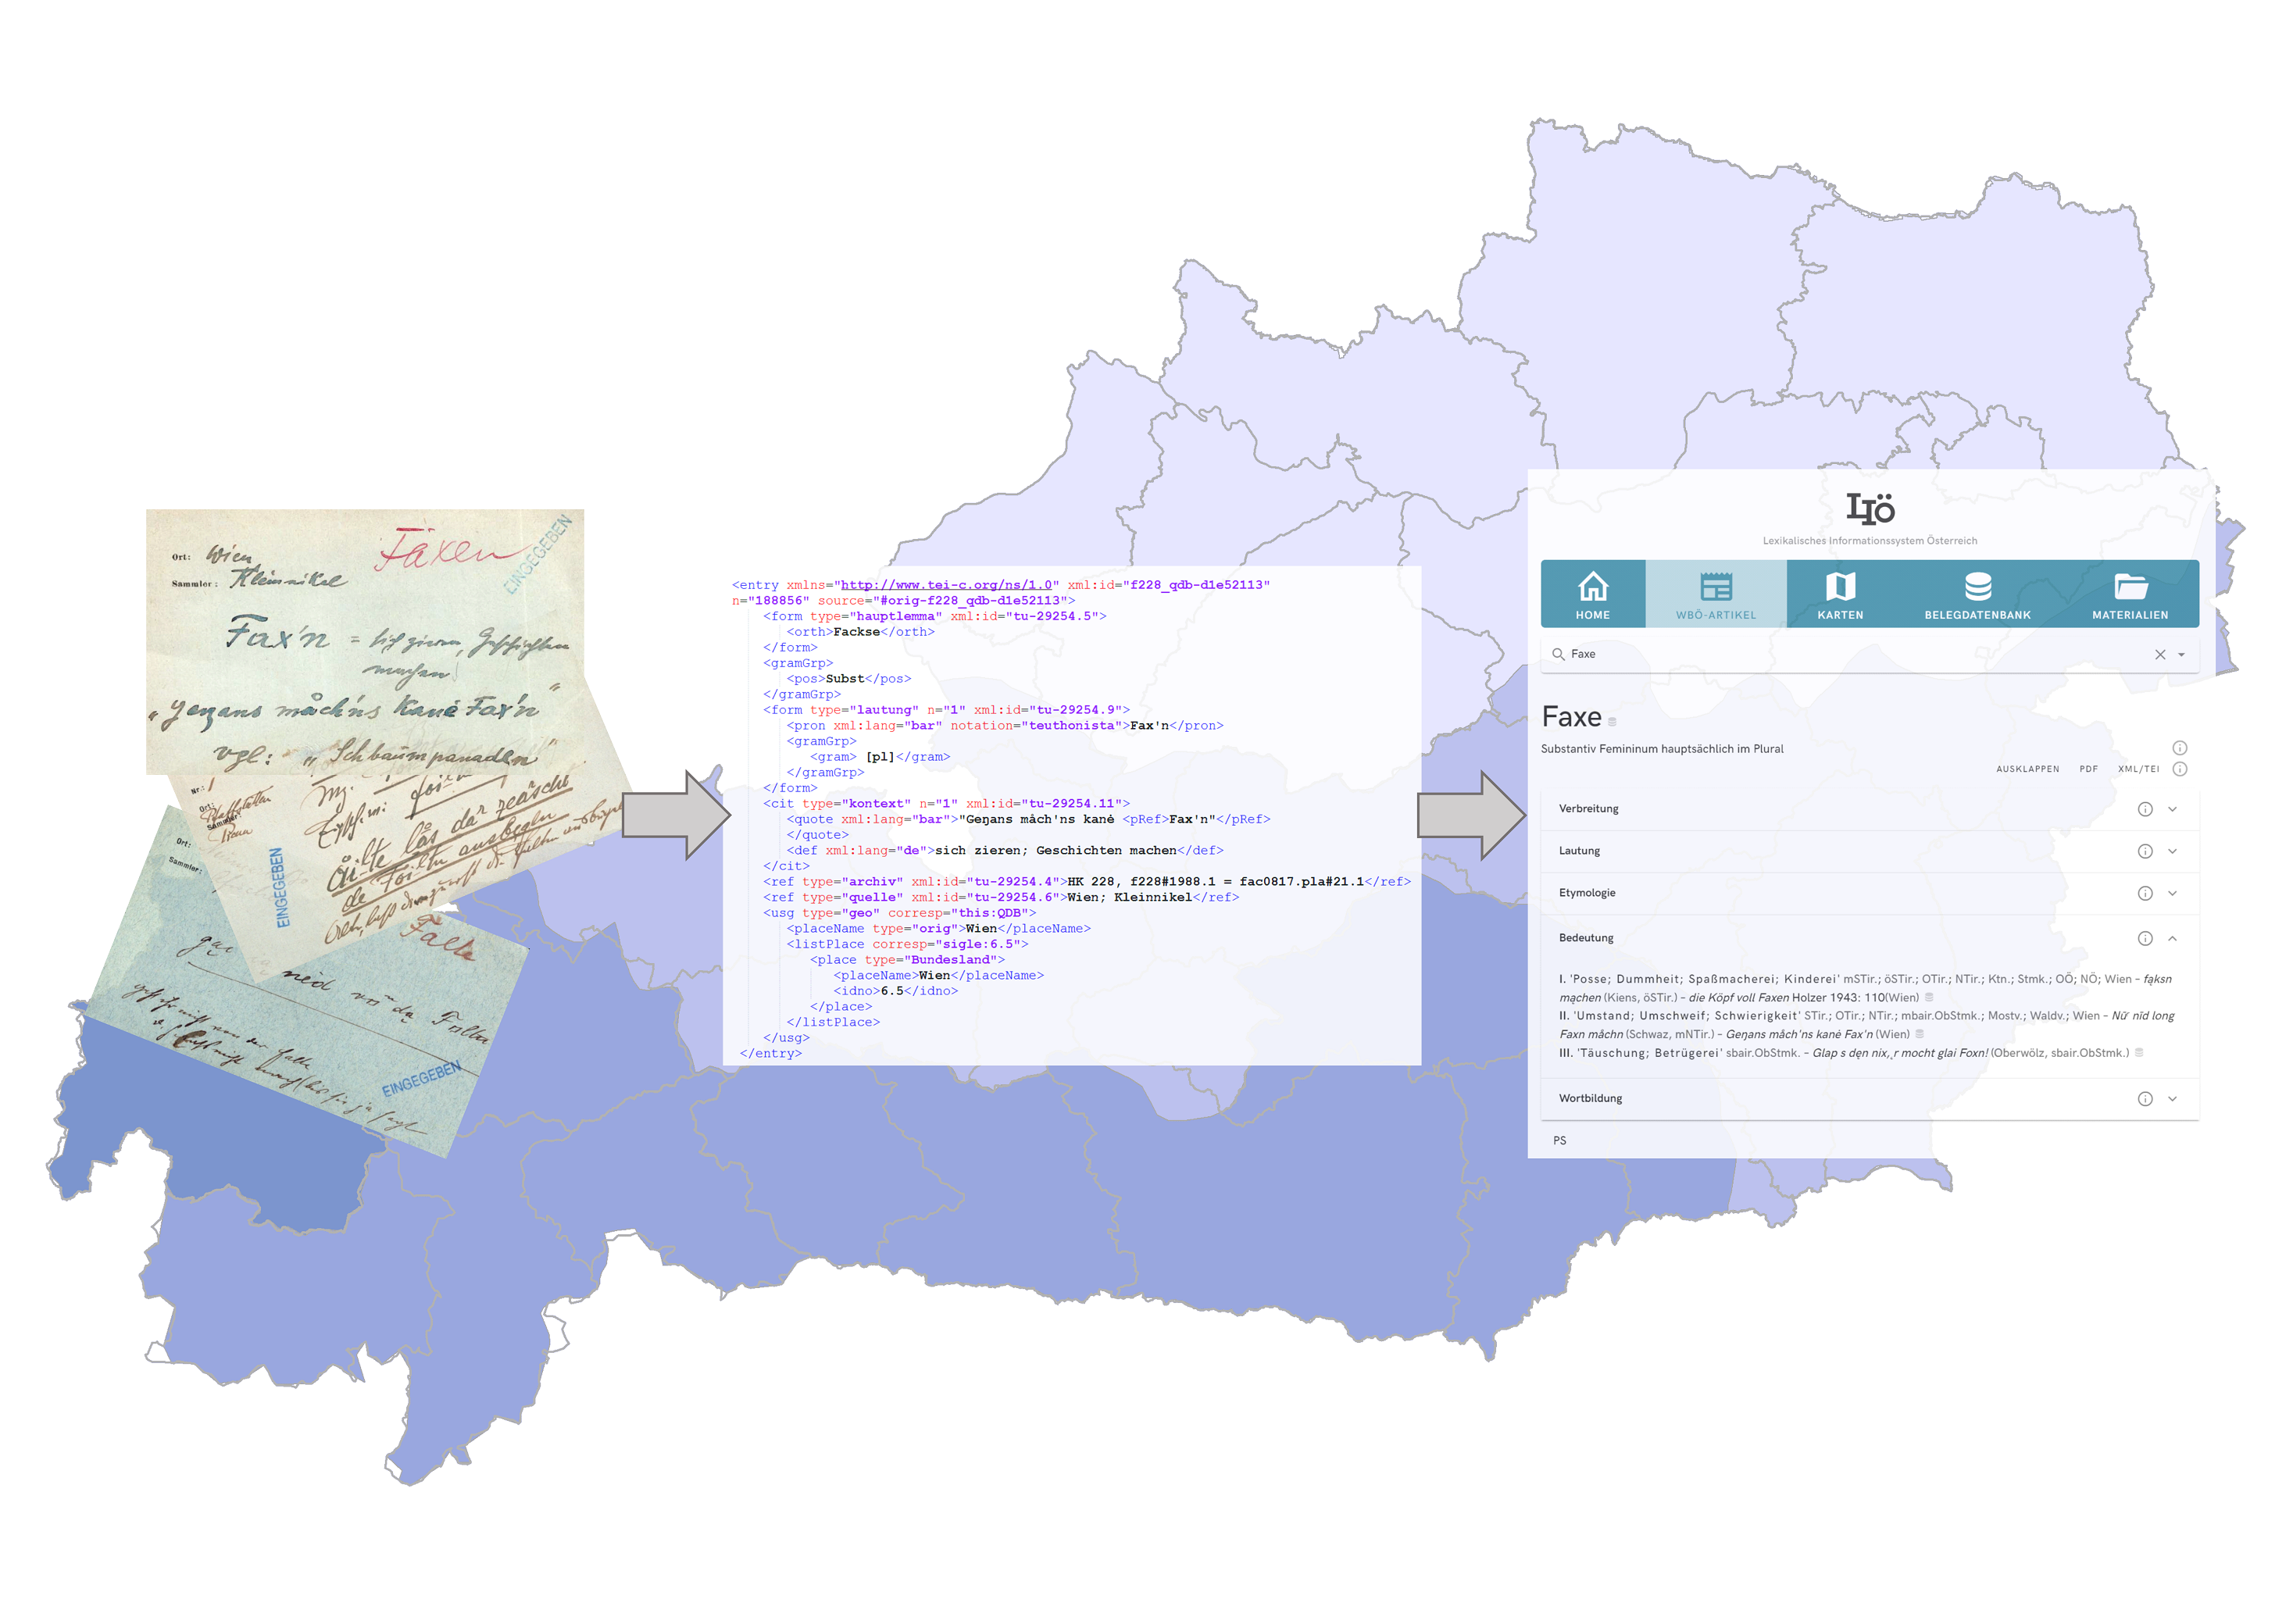 Ort: Wien
Faxen
EINGEGEBEN
Sammler: Kleinnikel
Fax'n = sich zieren, Geschichten
machen!
"Geŋans måch'ns kanė Fax'n"
vgl: "Schbaumpanaden"
Nr.: 1
Ort:
Sammler:
EINGEGEBEN
Ort:
Sammler:
Falte
EINGEGEBEN
<entry xmlns="http://www.tei-c.org/ns/1.0" xml:id="f228_qdb-d1e52113"
n="188856" source="#orig-f228_qdb-d1e52113">
<form type="hauptlemma" xml:id="tu-29254.5">
<orth>Fackse</orth>
</form>
<gramGrp>
<pos>Subst</pos>
</gramGrp>
<form type="lautung" n="1" xml:id="tu-29254.9">
<pron xml:lang="bar" notation="teuthonista">Fax'n</pron>
<gramGrp>
<gram> [pl]</gram>
</gramGrp>
</form>
<cit type="kontext" n="1" xml:id="tu-29254.11">
<quote xml:lang="bar">"Geŋans måch'ns kanė <pRef>Fax'n"</pRef>
</quote>
<def xml:lang="de">sich zieren; Geschichten machen</def>
</cit>
<ref type="archiv" xml:id="tu-29254.4">HK 228, f228#1988.1 = fac0817.pla#21.1</ref>
<ref type="quelle" xml:id="tu-29254.6">Wien; Kleinnikel</ref>
<usg type="geo" corresp="this:QDB">
<placeName type="orig">Wien</placeName>
<listPlace corresp="sigle:6.5">
<place type="Bundesland">
<placeName>Wien</placeName>
<idno>6.5</idno>
</place>
</listPlace>
</usg>
</entry>
LIÖ
Lexikalisches Informationssystem Österreich
HOME WBÖ-ARTIKEL KARTEN BELEGDATENBANK MATERIALIEN
Faxe
Faxe
Substantiv Femininum hauptsächlich im Plural
AUSKLAPPEN PDF XML/TEI
Verbreitung
Lautung
Etymologie
Bedeutung
I. 'Posse; Dummheit; Spaßmacherei; Kinderei' mSTir.; öSTir.; OTir.; NTir.; Ktn.; Stmk.; OÖ; NÖ; Wien – fąksn
mąchen (Kiens, öSTir.) – die Köpf voll Faxen Holzer 1943: 110(Wien)
II. 'Umstand; Umschweif; Schwierigkeit' STir.; OTir.; NTir.; mbair.ObStmk.; Mostv.; Waldv.; Wien – Nŭr nīd long
Faxn måchn (Schwaz, mNTir.) – Geŋans måch'ns kanė Fax'n (Wien)
III. 'Täuschung; Betrügerei' sbair.ObStmk. – Glap s dęn nix, r mocht glai Foxn! (Oberwölz, sbair.ObStmk.)
Wortbildung
PS